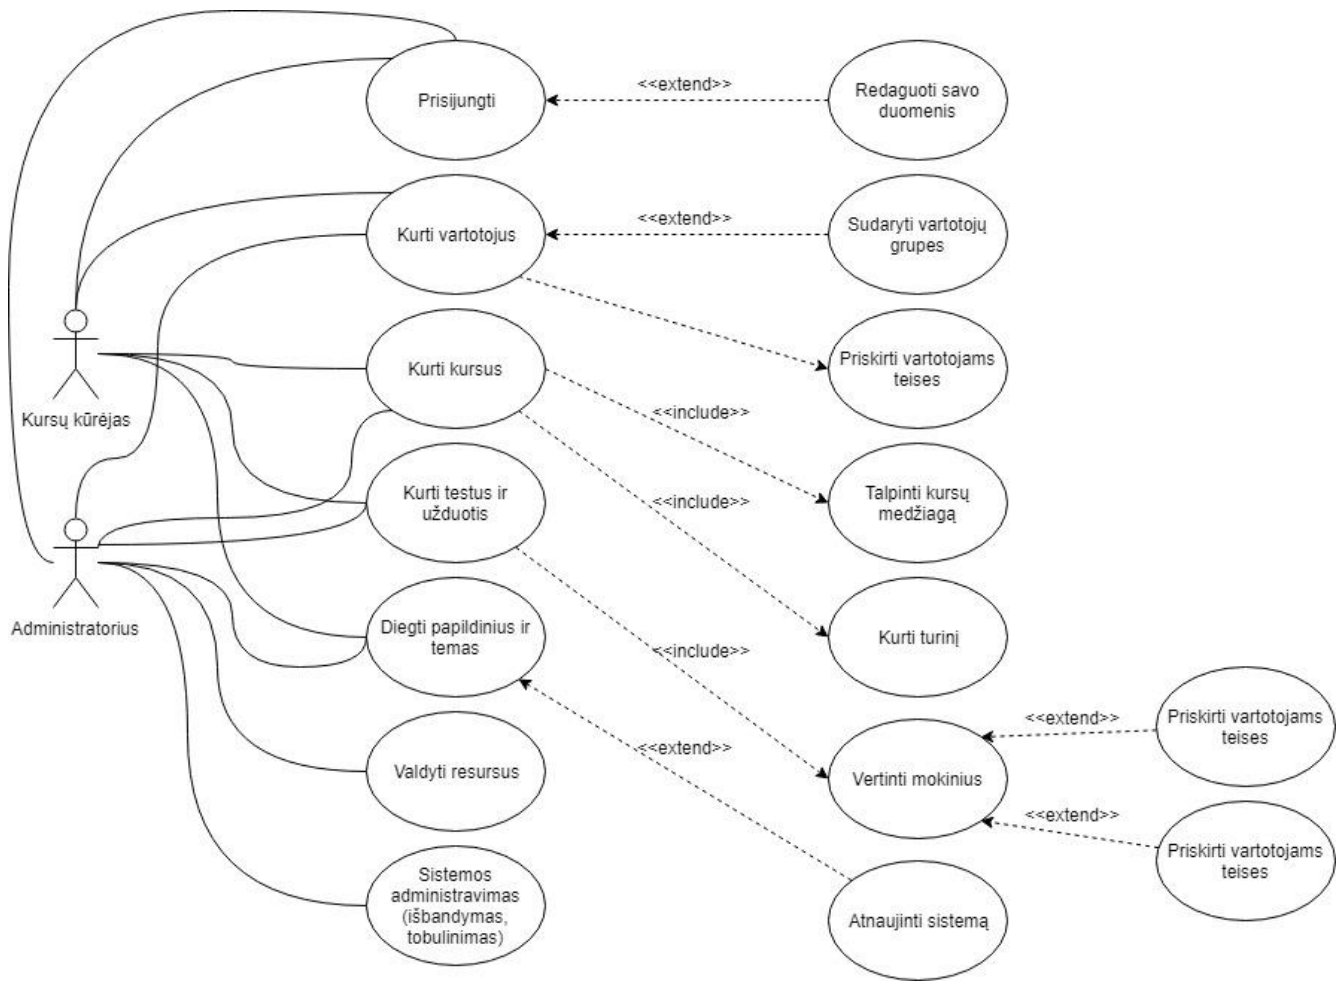 Prisijungti
<<extend>>
Redaguoti savo
duomenis
Kurti vartotojus
<<extend>>
Sudaryti vartotojų
grupes
Priskirti vartotojams
teises
Kursų kūrėjas
Kurti kursus
<<include>>
Talpinti kursų
medžiagą
Kurti testus ir
užduotis
<<include>>
Administratorius
Diegti papildinius ir
temas
<<include>>
Kurti turinį
Valdyti resursus
<<extend>>
Vertinti mokinius
<<extend>>
Priskirti vartotojams
teises
<<extend>>
Priskirti vartotojams
teises
Sistemos
administravimas
(išbandymas,
tobulinimas)
Atnaujinti sistemą